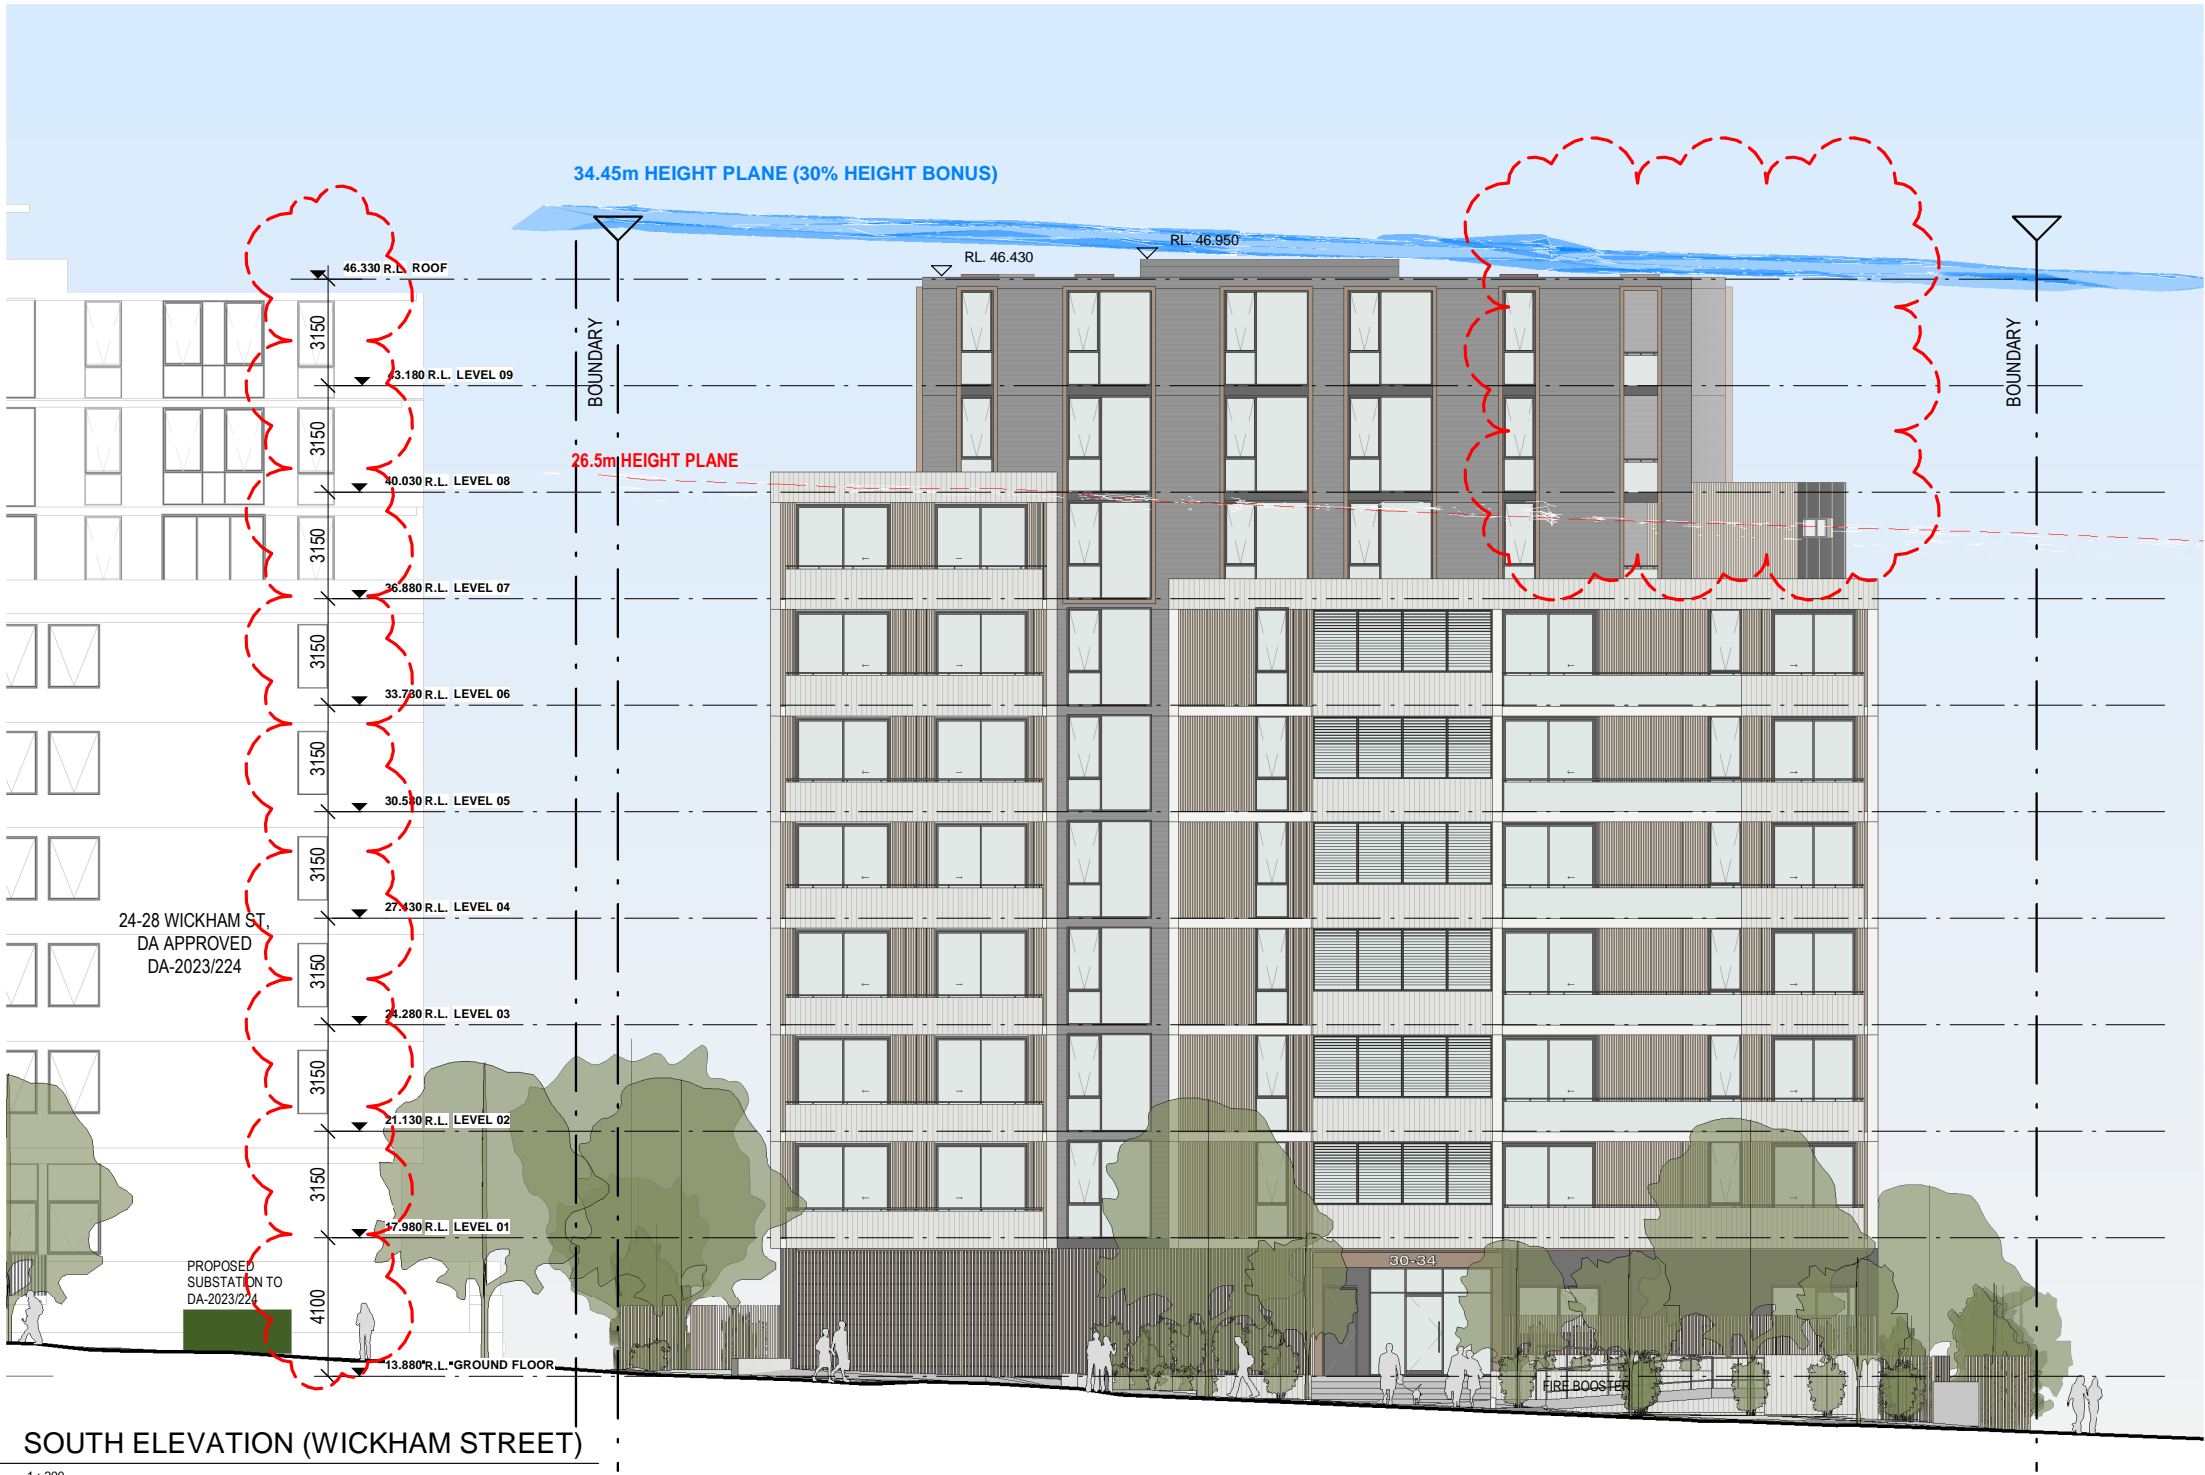 34.45m HEIGHT PLANE (30% HEIGHT BONUS)
RL. 46.950
RL. 46.430
46.330 R.L. ROOF
3150
BOUNDARY
BOUNDARY
43.180 R.L. LEVEL 09
3150
26.5m HEIGHT PLANE
40.030 R.L. LEVEL 08
3150
36.880 R.L. LEVEL 07
3150
33.730 R.L. LEVEL 06
3150
30.580 R.L. LEVEL 05
3150
27.430 R.L. LEVEL 04
24-28 WICKHAM ST,
DA APPROVED
DA-2023/224
3150
24.280 R.L. LEVEL 03
3150
21.130 R.L. LEVEL 02
3150
17.980 R.L. LEVEL 01
PROPOSED
SUBSTATION TO
DA-2023/224
4100
30-34
13.880 R.L. GROUND FLOOR
FIRE BOOSTER
SOUTH ELEVATION (WICKHAM STREET)